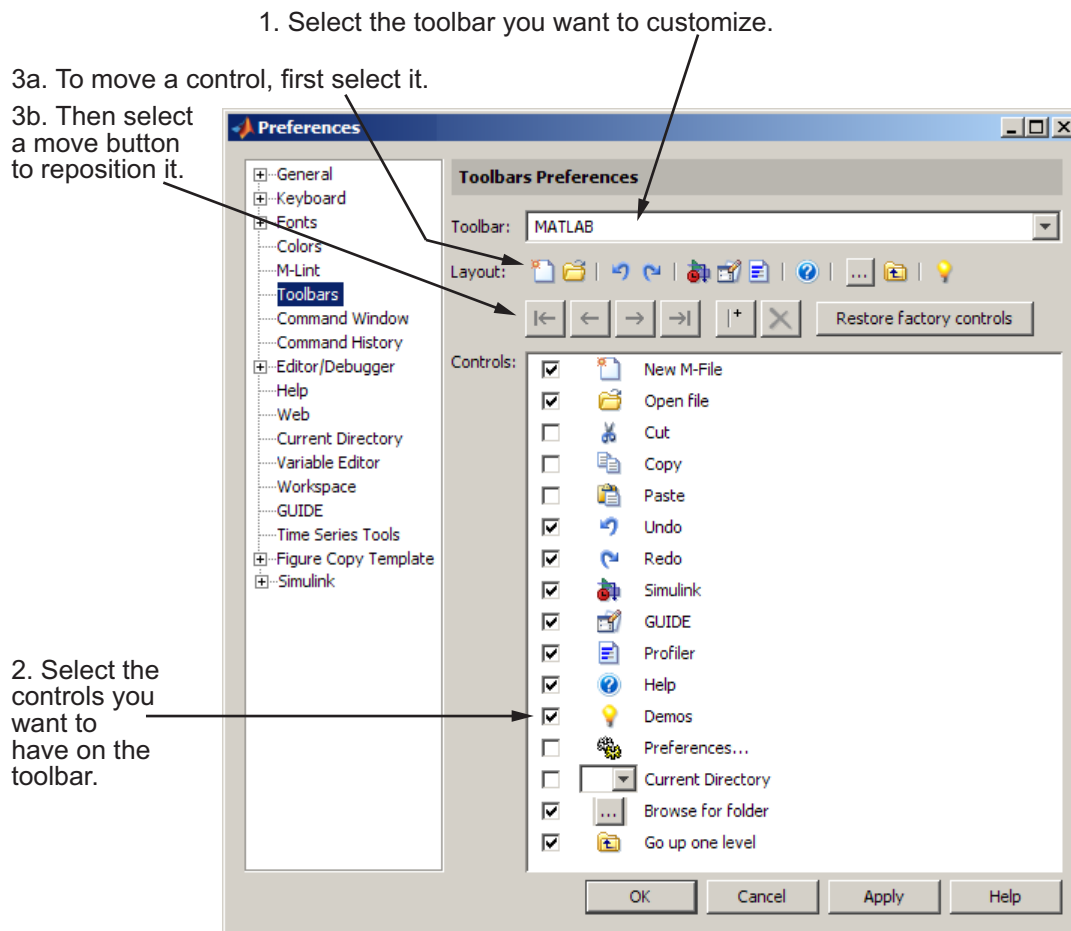 1. Select the toolbar you want to customize.
3a. To move a control, first select it.
3b. Then select
a move button
to reposition it.
Preferences
General
Keyboard
Fonts
Colors
M-Lint
Toolbars
Command Window
Command History
Editor/Debugger
Help
Web
Current Directory
Variable Editor
Workspace
GUIDE
Time Series Tools
Figure Copy Template
Simulink
Toolbars Preferences
Toolbar: MATLAB
Layout:
Restore factory controls
Controls:
New M-File
Open file
Cut
Copy
Paste
Undo
Redo
Simulink
GUIDE
Profiler
Help
Demos
Preferences...
Current Directory
... Browse for folder
Go up one level
2. Select the
controls you
want to
have on the
toolbar.
OK Cancel Apply Help